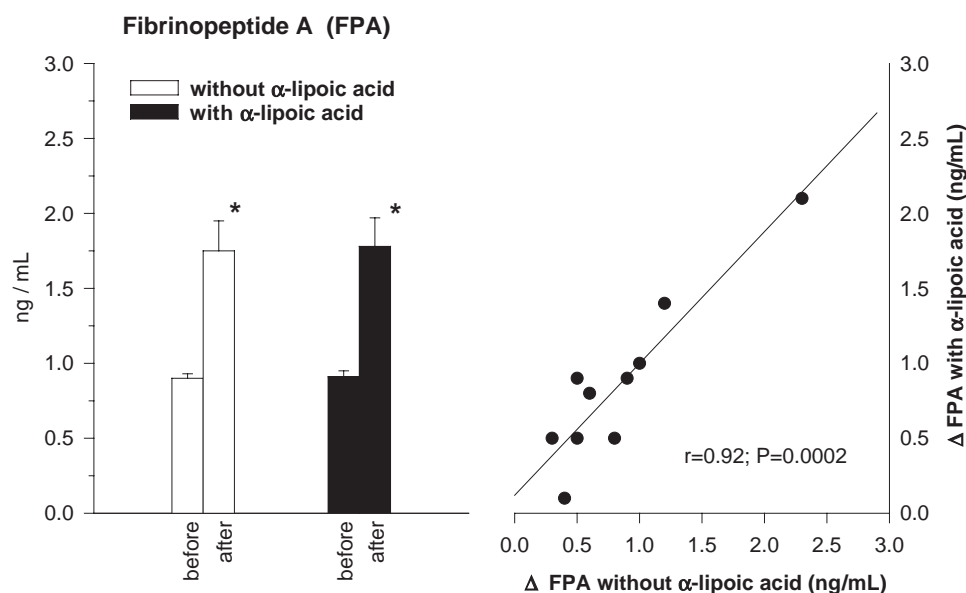 Fibrinopeptide A (FPA)
without α-lipoic acid
with α-lipoic acid
ng / mL
3.0
2.5
2.0
1.5
1.0
0.5
0.0
*
*
before
after
before
after
r=0.92; P=0.0002
3.0
2.5
2.0
1.5
1.0
0.5
0.0
Δ FPA with α-lipoic acid (ng/mL)
0.0 0.5 1.0 1.5 2.0 2.5 3.0
Δ FPA without α-lipoic acid (ng/mL)